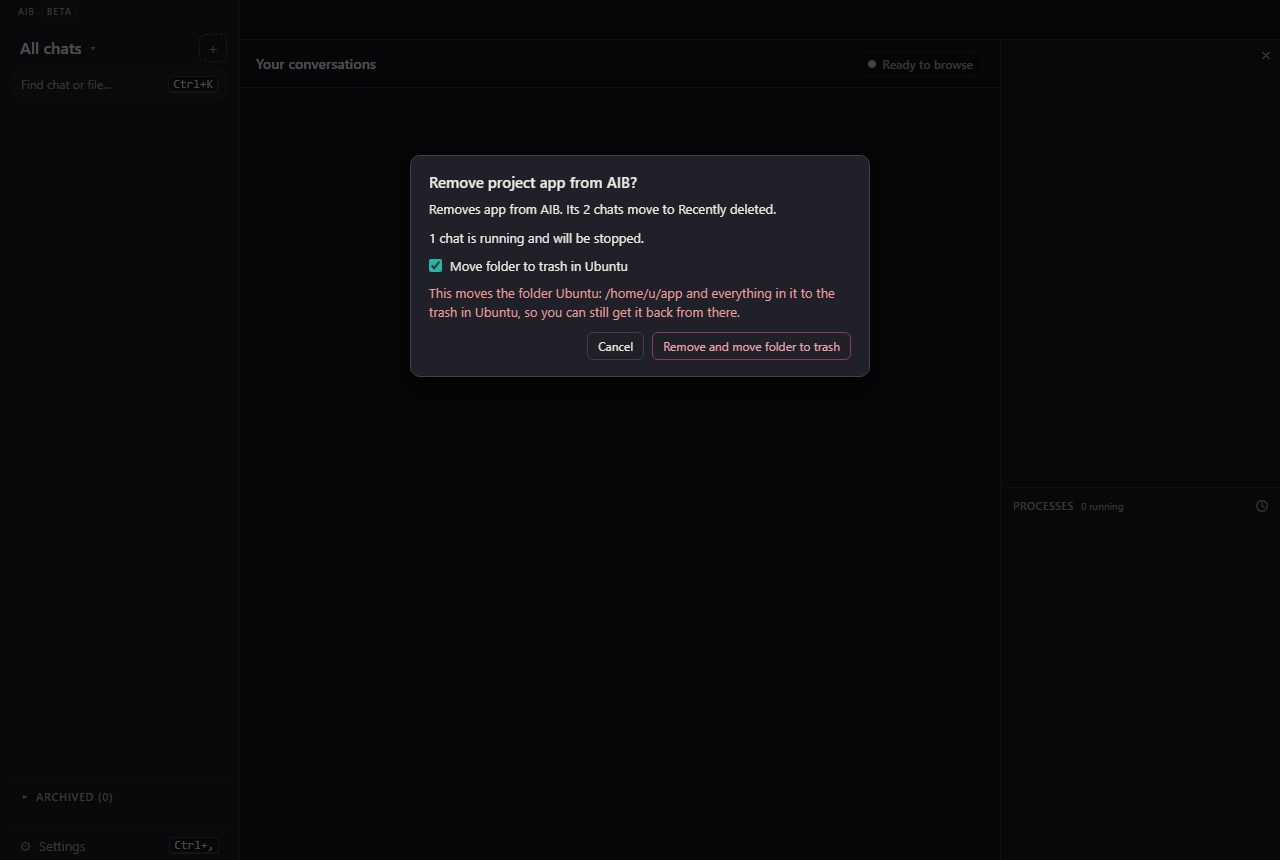 AIB BETA
All chats
+
Find chat or file... Ctrl+K
Your conversations
Ready to browse
Remove project app from AIB?
Removes app from AIB. Its 2 chats move to Recently deleted.
1 chat is running and will be stopped.
Move folder to trash in Ubuntu
This moves the folder Ubuntu: /home/u/app and everything in it to the
trash in Ubuntu, so you can still get it back from there.
Cancel
Remove and move folder to trash
PROCESSES 0 running
ARCHIVED (0)
Settings Ctrl+,